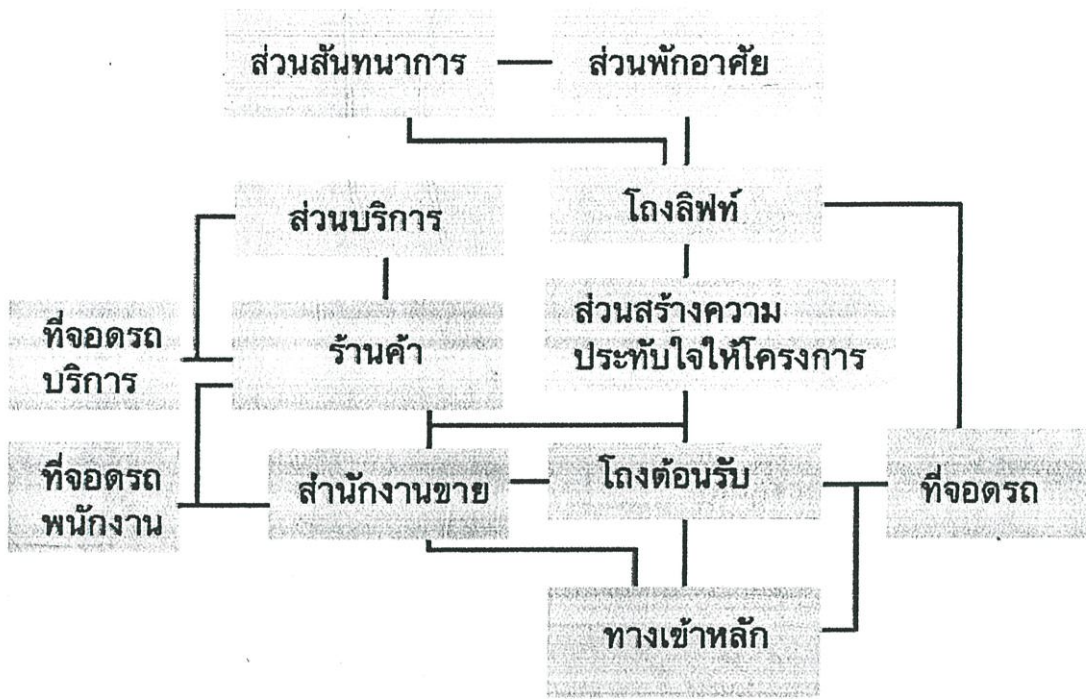 ส่วนสันทนาการ
ส่วนพักอาศัย
ส่วนบริการ
โถงลิฟท์
ที่จอดรถ
บริการ
ร้านค้า
ส่วนสร้างความ
ประทับใจให้โครงการ
ที่จอดรถ
พนักงาน
สำนักงานขาย
โถงต้อนรับ
ที่จอดรถ
ทางเข้าหลัก